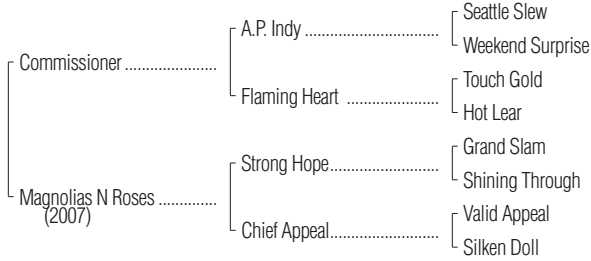 Seattle Slew
A.P. Indy ........................
Weekend Surprise
Commissioner ......................
Touch Gold
Flaming Heart ......................
Hot Lear
Grand Slam
Strong Hope..........................
Shining Through
Magnolias N Roses ..............
(2007)
Valid Appeal
Chief Appeal..........................
Silken Doll